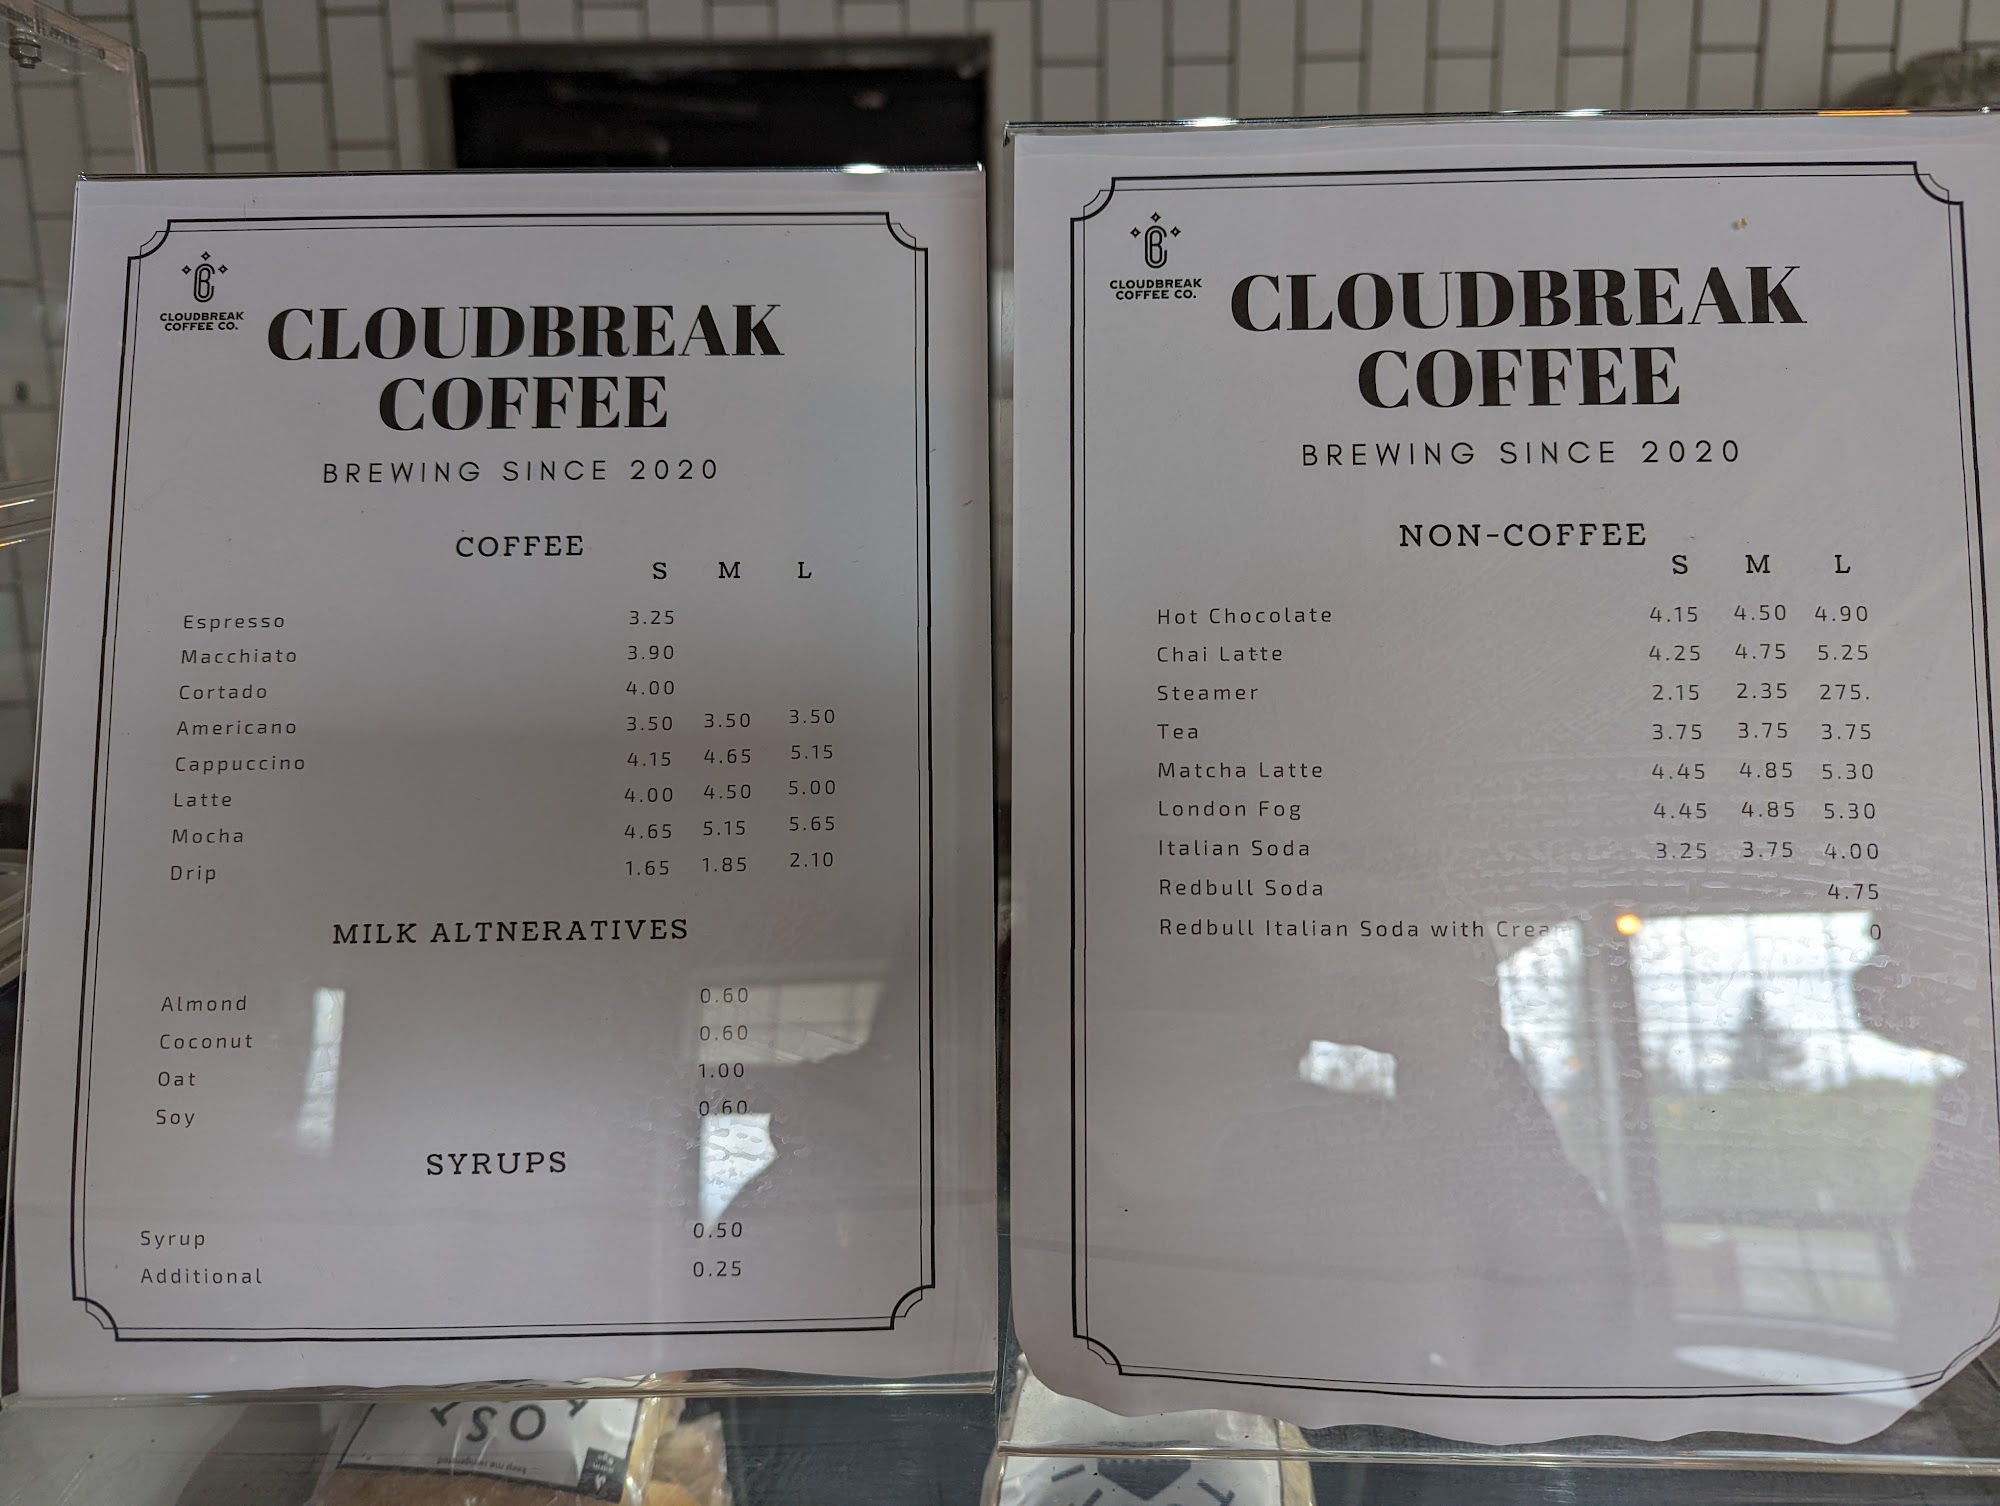 CLOUDBREAK
COFFEE CO.
CLOUDBREAK
COFFEE
BREWING SINCE 2020
COFFEE
S M L
Espresso 3.25
Macchiato 3.90
Cortado 4.00
Americano 3.50 3.50 3.50
Cappuccino 4.15 4.65 5.15
Latte 4.00 4.50 5.00
Mocha 4.65 5.15 5.65
Drip 1.65 1.85 2.10
MILK ALTNERATIVES
Almond 0.60
Coconut 0.60
Oat 1.00
Soy 0.60
SYRUPS
Syrup 0.50
Additional 0.25
CLOUDBREAK
COFFEE CO.
CLOUDBREAK
COFFEE
BREWING SINCE 2020
NON-COFFEE
S M L
Hot Chocolate 4.15 4.50 4.90
Chai Latte 4.25 4.75 5.25
Steamer 2.15 2.35 275.
Tea 3.75 3.75 3.75
Matcha Latte 4.45 4.85 5.30
London Fog 4.45 4.85 5.30
Italian Soda 3.25 3.75 4.00
Redbull Soda 4.75
Redbull Italian Soda with Cream